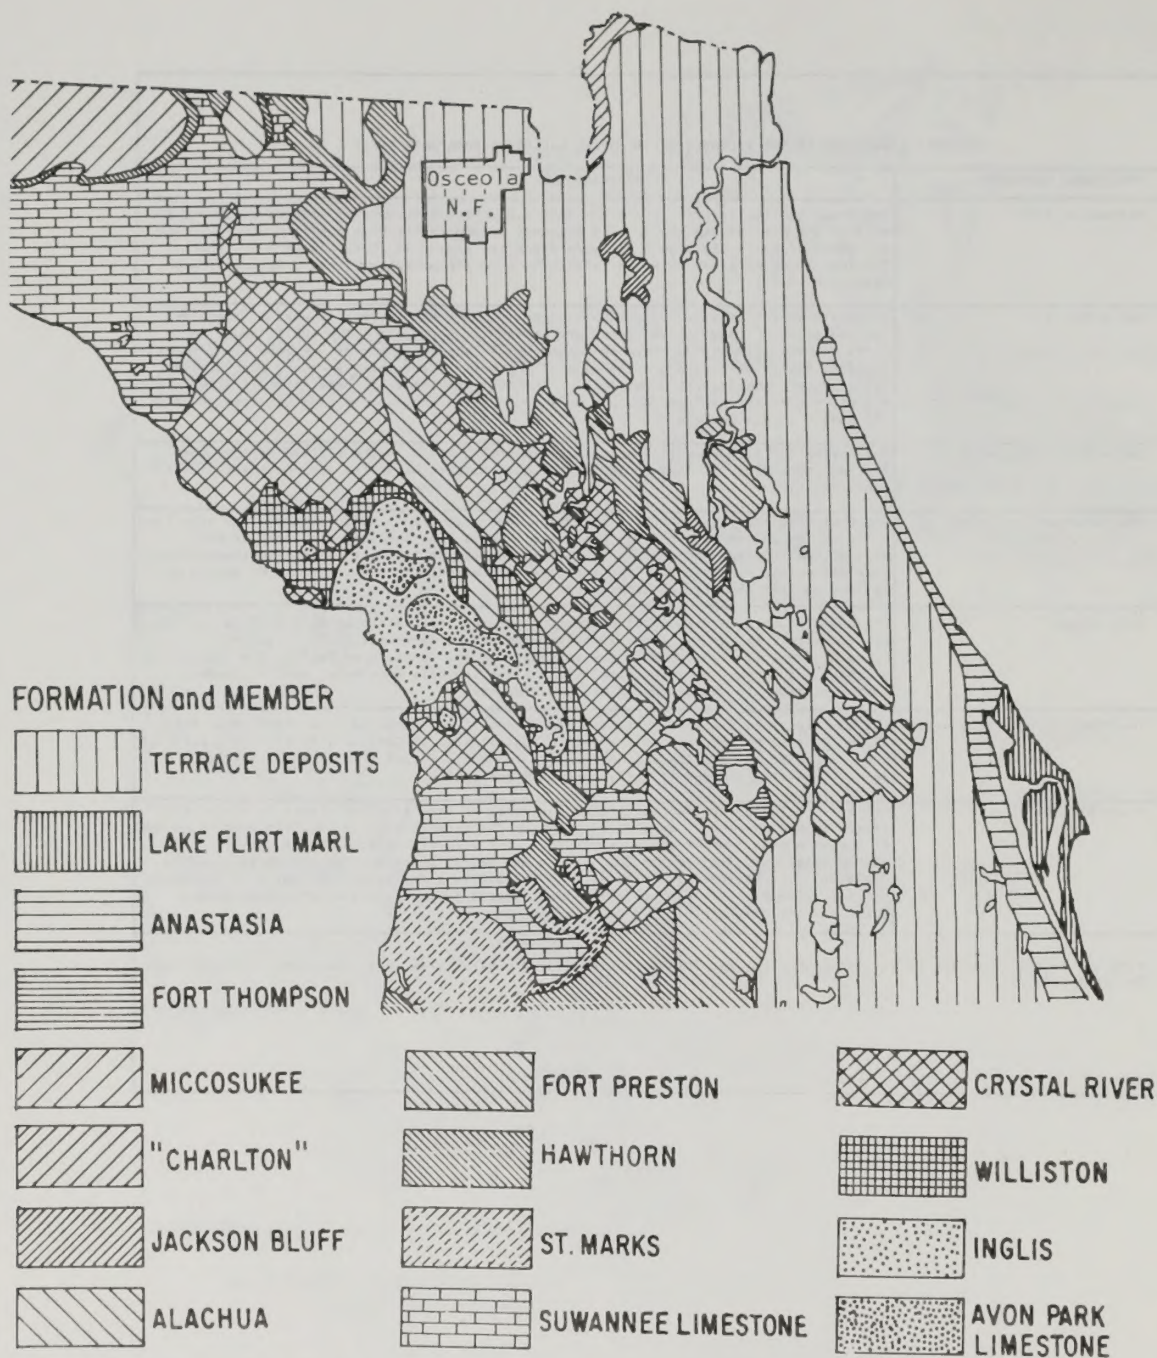 Osceola
N.F.
FORMATION and MEMBER
TERRACE DEPOSITS
LAKE FLIRT MARL
ANASTASIA
FORT THOMPSON
MICCOSUKEE
"CHARLTON"
JACKSON BLUFF
ALACHUA
FORT PRESTON
HAWTHORN
ST. MARKS
SUWANNEE LIMESTONE
CRYSTAL RIVER
WILLISTON
INGLIS
AVON PARK
LIMESTONE